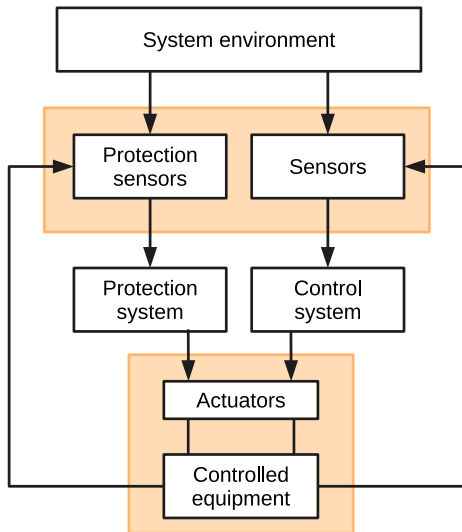 System environment
Protection
sensors
Sensors
Protection
system
Control
system
Actuators
Controlled
equipment